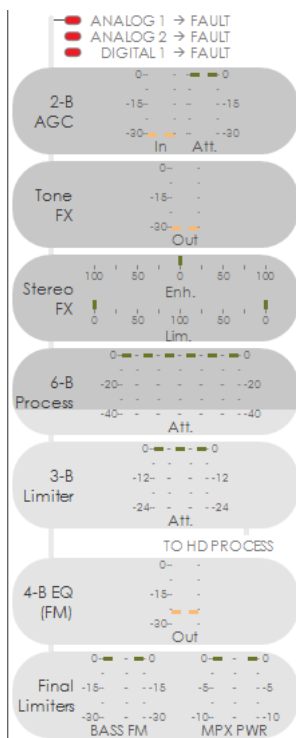 ANALOG 1 → FAULT
ANALOG 2 → FAULT
DIGITAL 1 → FAULT
2-B AGC
0- -0
-15- -15
-30- -30
In Att.
Tone FX
0-
-15-
-30-
Out
Stereo FX
100 50 0 50 100
Enh.
0 50 100 50 0
Lim.
6-B Process
0- -0
-20- -20
-40- -40
Att.
3-B Limiter
0- -0
-12- -12
-24- -24
Att.
TO HD PROCESS
4-B EQ (FM)
0-
-15-
-30-
Out
Final Limiters
0- -0 0- -0
-15- -15 -5- -5
-30- -30 -10- -10
BASS FM MPX PWR